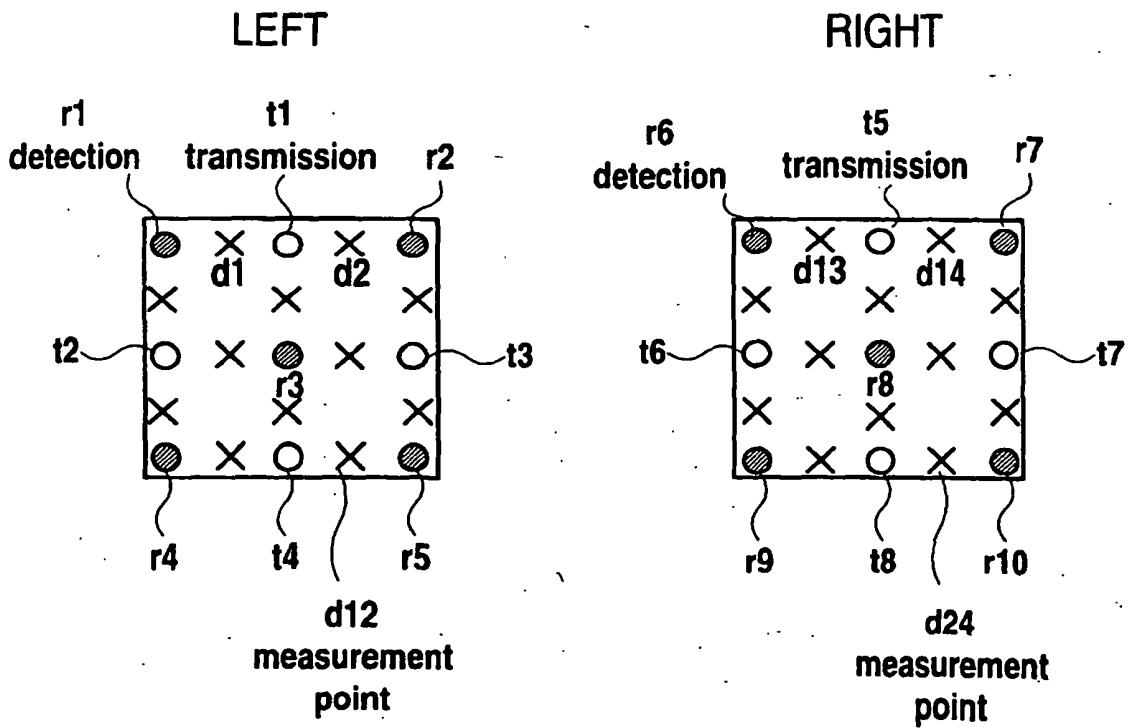 LEFT
r1
detection
t1
transmission
r2
d1
d2
t2
r3
t3
r4
t4
r5
d12
measurement
point
RIGHT
r6
detection
t5
transmission
r7
d13
d14
t6
r8
t7
r9
t8
r10
d24
measurement
point